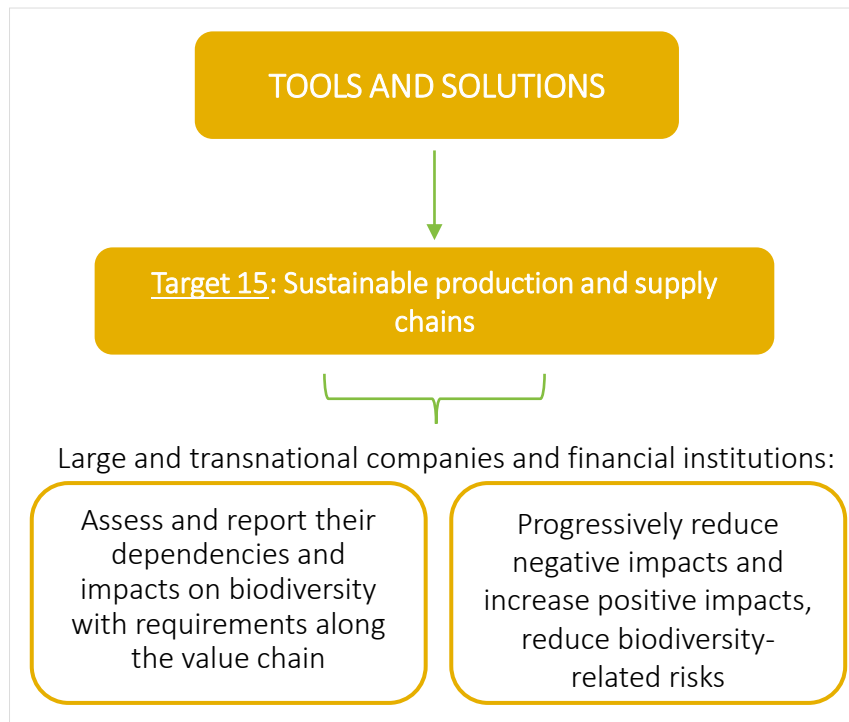 TOOLS AND SOLUTIONS
Target 15: Sustainable production and supply
chains
Large and transnational companies and financial institutions:
Assess and report their
dependencies and
impacts on biodiversity
with requirements along
the value chain
Progressively reduce
negative impacts and
increase positive impacts,
reduce biodiversity-
related risks